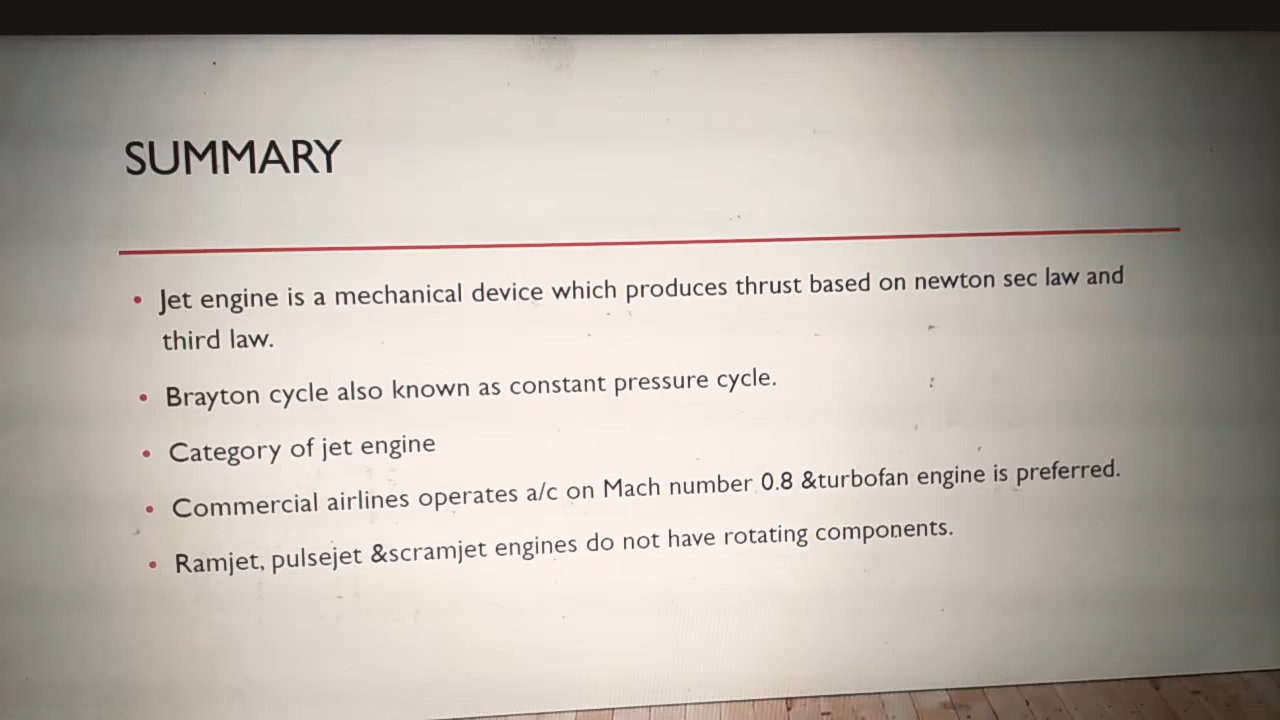 SUMMARY
• Jet engine is a mechanical device which produces thrust based on newton sec law and
third law.
• Brayton cycle also known as constant pressure cycle.
• Category of jet engine
• Commercial airlines operates a/c on Mach number 0.8 &turbofan engine is preferred.
• Ramjet, pulsejet &scramjet engines do not have rotating components.